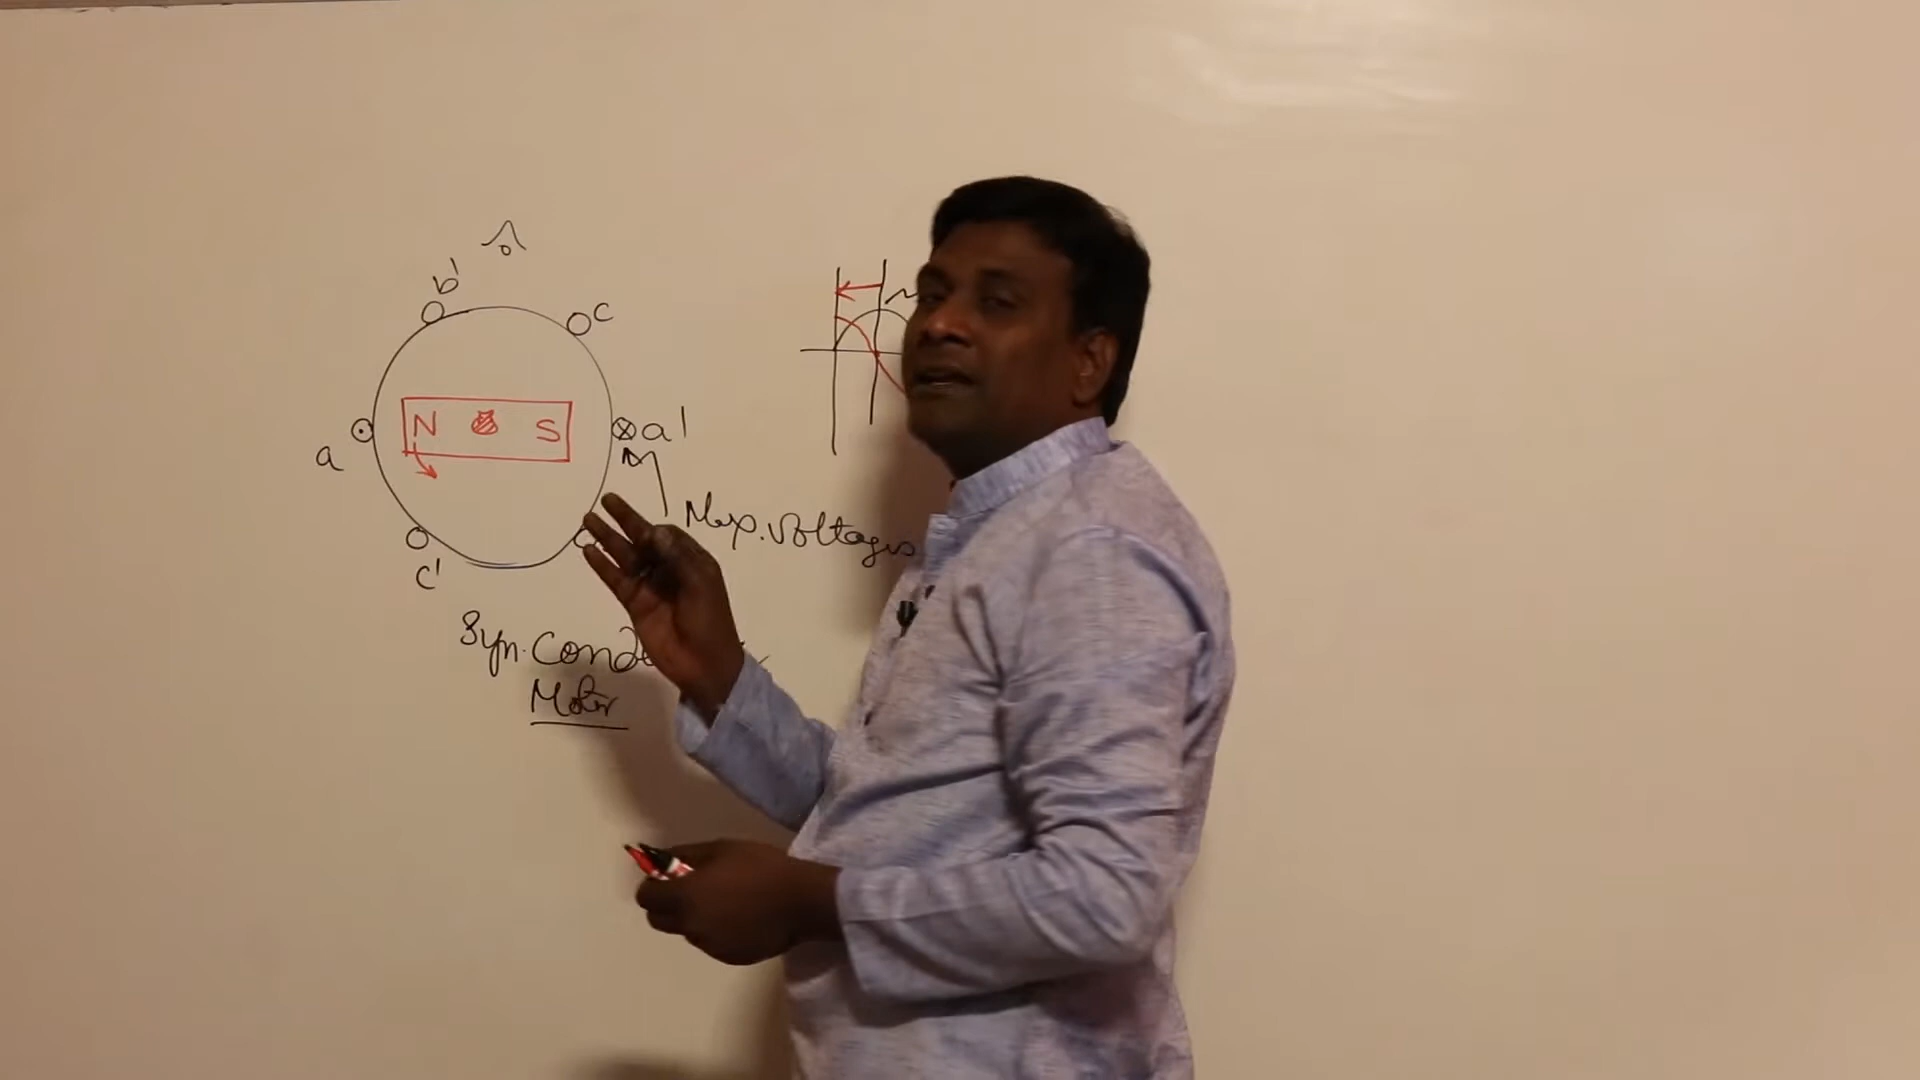 b'
c
N S
a'
a
Max. Voltages
c'
Syn. Cond
Motor